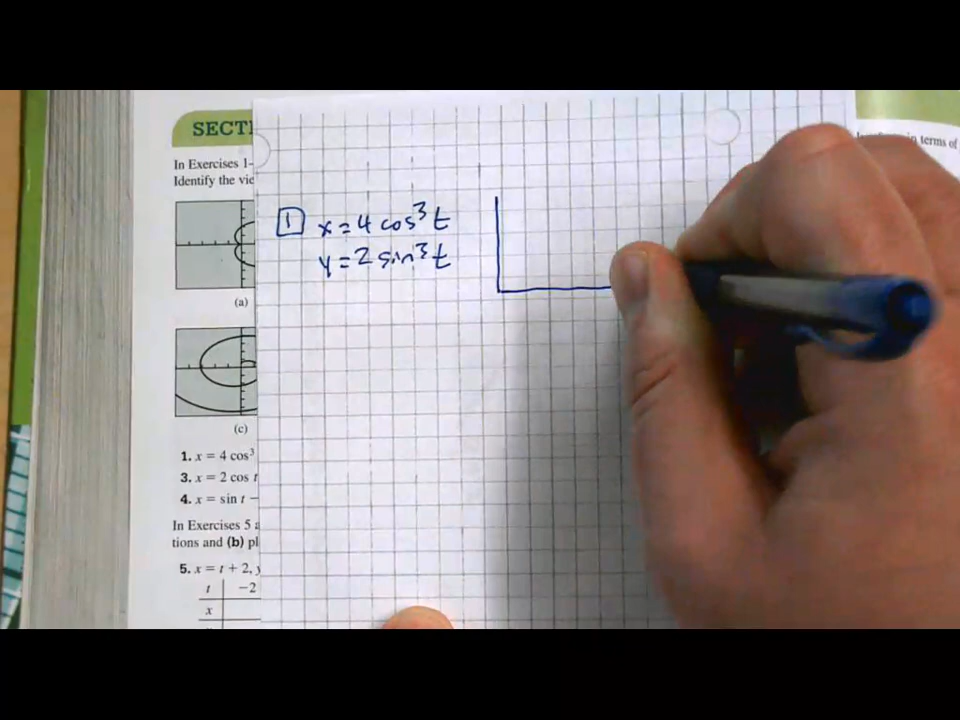 SECTI
In Exercises 1–
Identify the vie
in terms of
1 x = 4 cos³ t
y = 2 sin³ t
(a)
(c)
1. x = 4 cos³
3. x = 2 cos t
4. x = sin t –
In Exercises 5 a
tions and (b) pl
5. x = t + 2, y
t −2
x